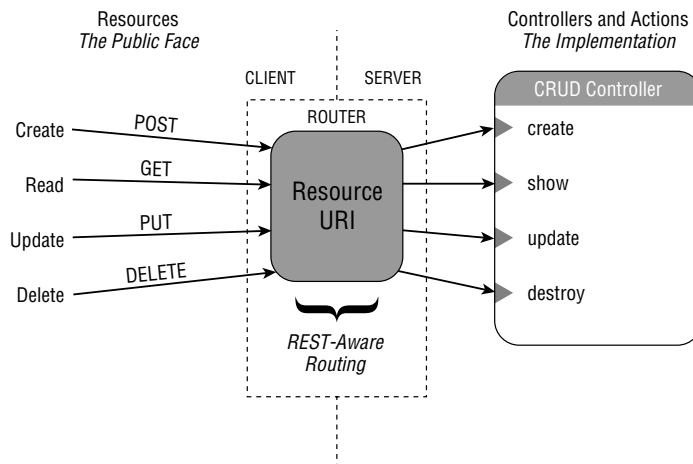 Resources
The Public Face
Controllers and Actions
The Implementation
CLIENT
SERVER
ROUTER
CRUD Controller
Create
POST
Read
GET
Update
PUT
Delete
DELETE
Resource
URI
create
show
update
destroy
REST-Aware
Routing